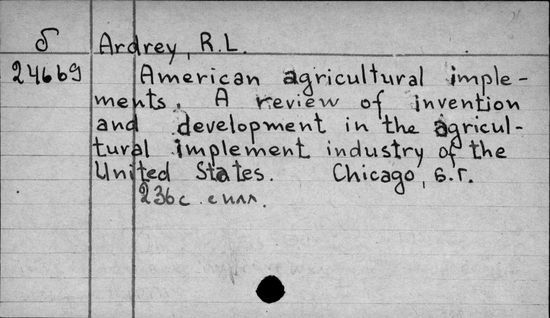 б Ardrey, R.L.
24669 American agricultural imple-
ments. A review of invention
and development in the agricul-
tural implement industry of the
United States. Chicago, б.г.
236с. с илл.